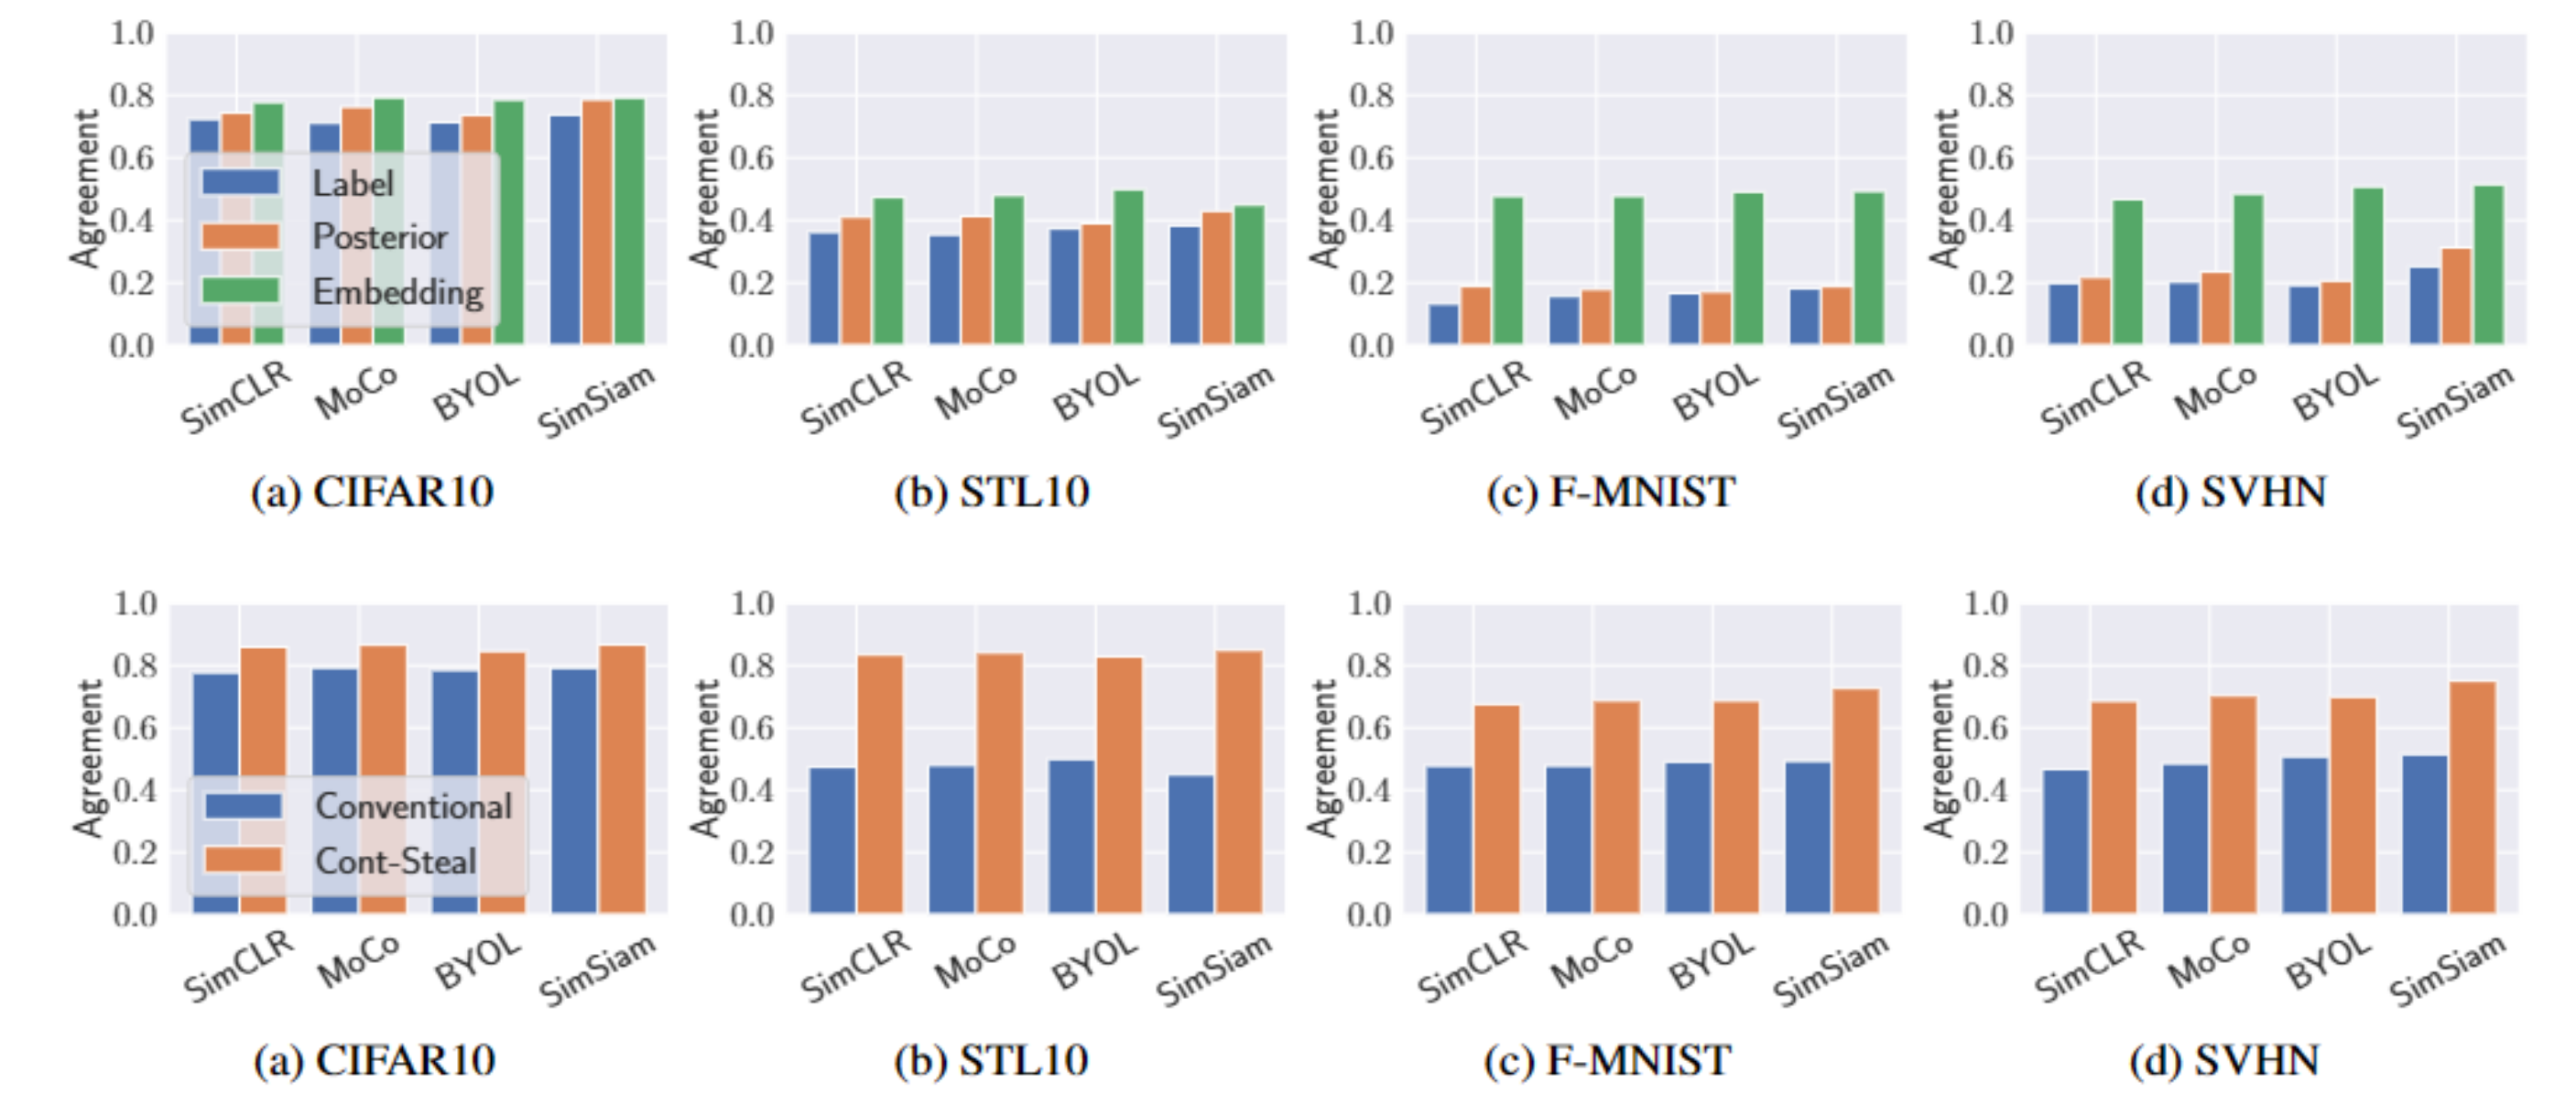 1.0 1.0 1.0 1.0
0.8 0.8 0.8 0.8
0.6 0.6 0.6 0.6
0.4 0.4 0.4 0.4
0.2 0.2 0.2 0.2
0.0 0.0 0.0 0.0
Agreement Agreement Agreement Agreement
Label
Posterior
Embedding
SimCLR MoCo BYOL SimSiam SimCLR MoCo BYOL SimSiam SimCLR MoCo BYOL SimSiam SimCLR MoCo BYOL SimSiam
(a) CIFAR10 (b) STL10 (c) F-MNIST (d) SVHN
1.0 1.0 1.0 1.0
0.8 0.8 0.8 0.8
0.6 0.6 0.6 0.6
0.4 0.4 0.4 0.4
0.2 0.2 0.2 0.2
0.0 0.0 0.0 0.0
Agreement Agreement Agreement Agreement
Conventional
Cont-Steal
SimCLR MoCo BYOL SimSiam SimCLR MoCo BYOL SimSiam SimCLR MoCo BYOL SimSiam SimCLR MoCo BYOL SimSiam
(a) CIFAR10 (b) STL10 (c) F-MNIST (d) SVHN